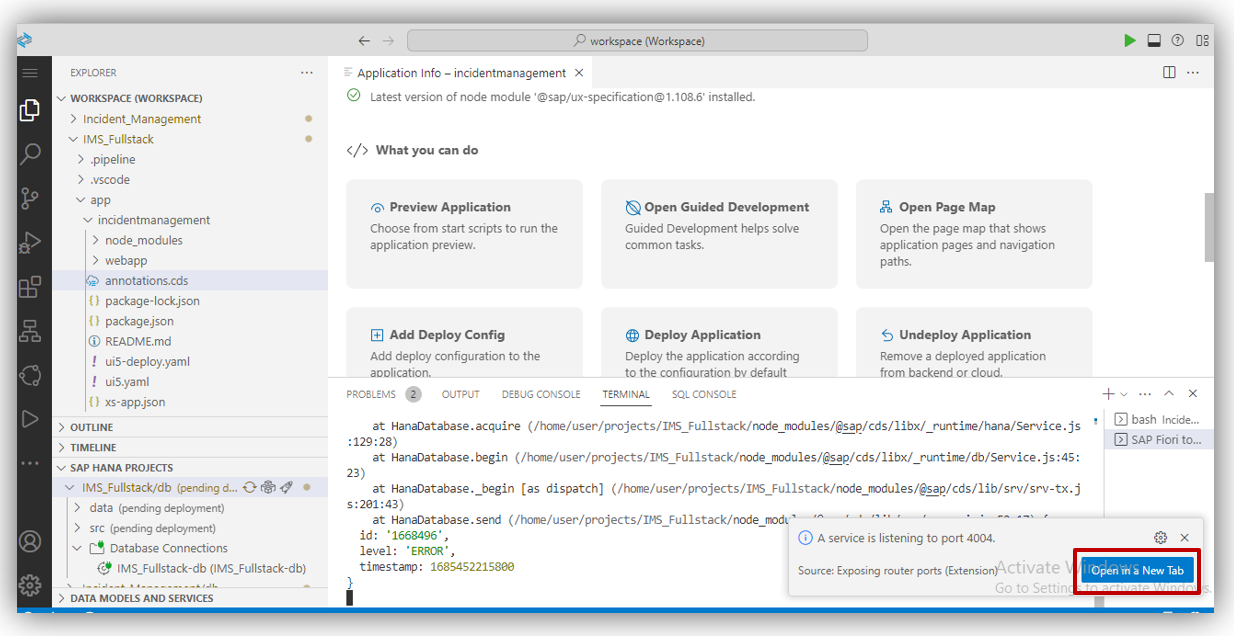 workspace (Workspace)
EXPLORER
WORKSPACE (WORKSPACE)
Incident_Management
IMS_Fullstack
.pipeline
.vscode
app
incidentmanagement
node_modules
webapp
annotations.cds
package-lock.json
package.json
README.md
ui5-deploy.yaml
ui5.yaml
xs-app.json
OUTLINE
TIMELINE
SAP HANA PROJECTS
IMS_Fullstack/db (pending d...
data (pending deployment)
src (pending deployment)
Database Connections
IMS_Fullstack-db (IMS_Fullstack-db)
Incident_Management/db
DATA MODELS AND SERVICES
Application Info – incidentmanagement
Latest version of node module '@sap/ux-specification@1.108.6' installed.
</> What you can do
Preview Application
Choose from start scripts to run the
application preview.
Open Guided Development
Guided Development helps solve
common tasks.
Open Page Map
Open the page map that shows
application pages and navigation
paths.
Add Deploy Config
Add deploy configuration to the
application.
Deploy Application
Deploy the application according
to the configuration by default
Undeploy Application
Remove a deployed application
from backend or cloud.
PROBLEMS 2 OUTPUT DEBUG CONSOLE TERMINAL SQL CONSOLE
at HanaDatabase.acquire (/home/user/projects/IMS_Fullstack/node_modules/@sap/cds/libx/_runtime/hana/Service.js
:129:28)
at HanaDatabase.begin (/home/user/projects/IMS_Fullstack/node_modules/@sap/cds/libx/_runtime/db/Service.js:45:
23)
at HanaDatabase._begin [as dispatch] (/home/user/projects/IMS_Fullstack/node_modules/@sap/cds/lib/srv/srv-tx.j
s:201:43)
at HanaDatabase.send (/home/user/projects/IMS_Fullstack/node_modul
id: '1668496',
level: 'ERROR',
timestamp: 1685452215800
}
bash Incide...
SAP Fiori to...
A service is listening to port 4004.
Source: Exposing router ports (Extension)
Open in a New Tab
Activate Windows
Go to Settings to activate Windows.